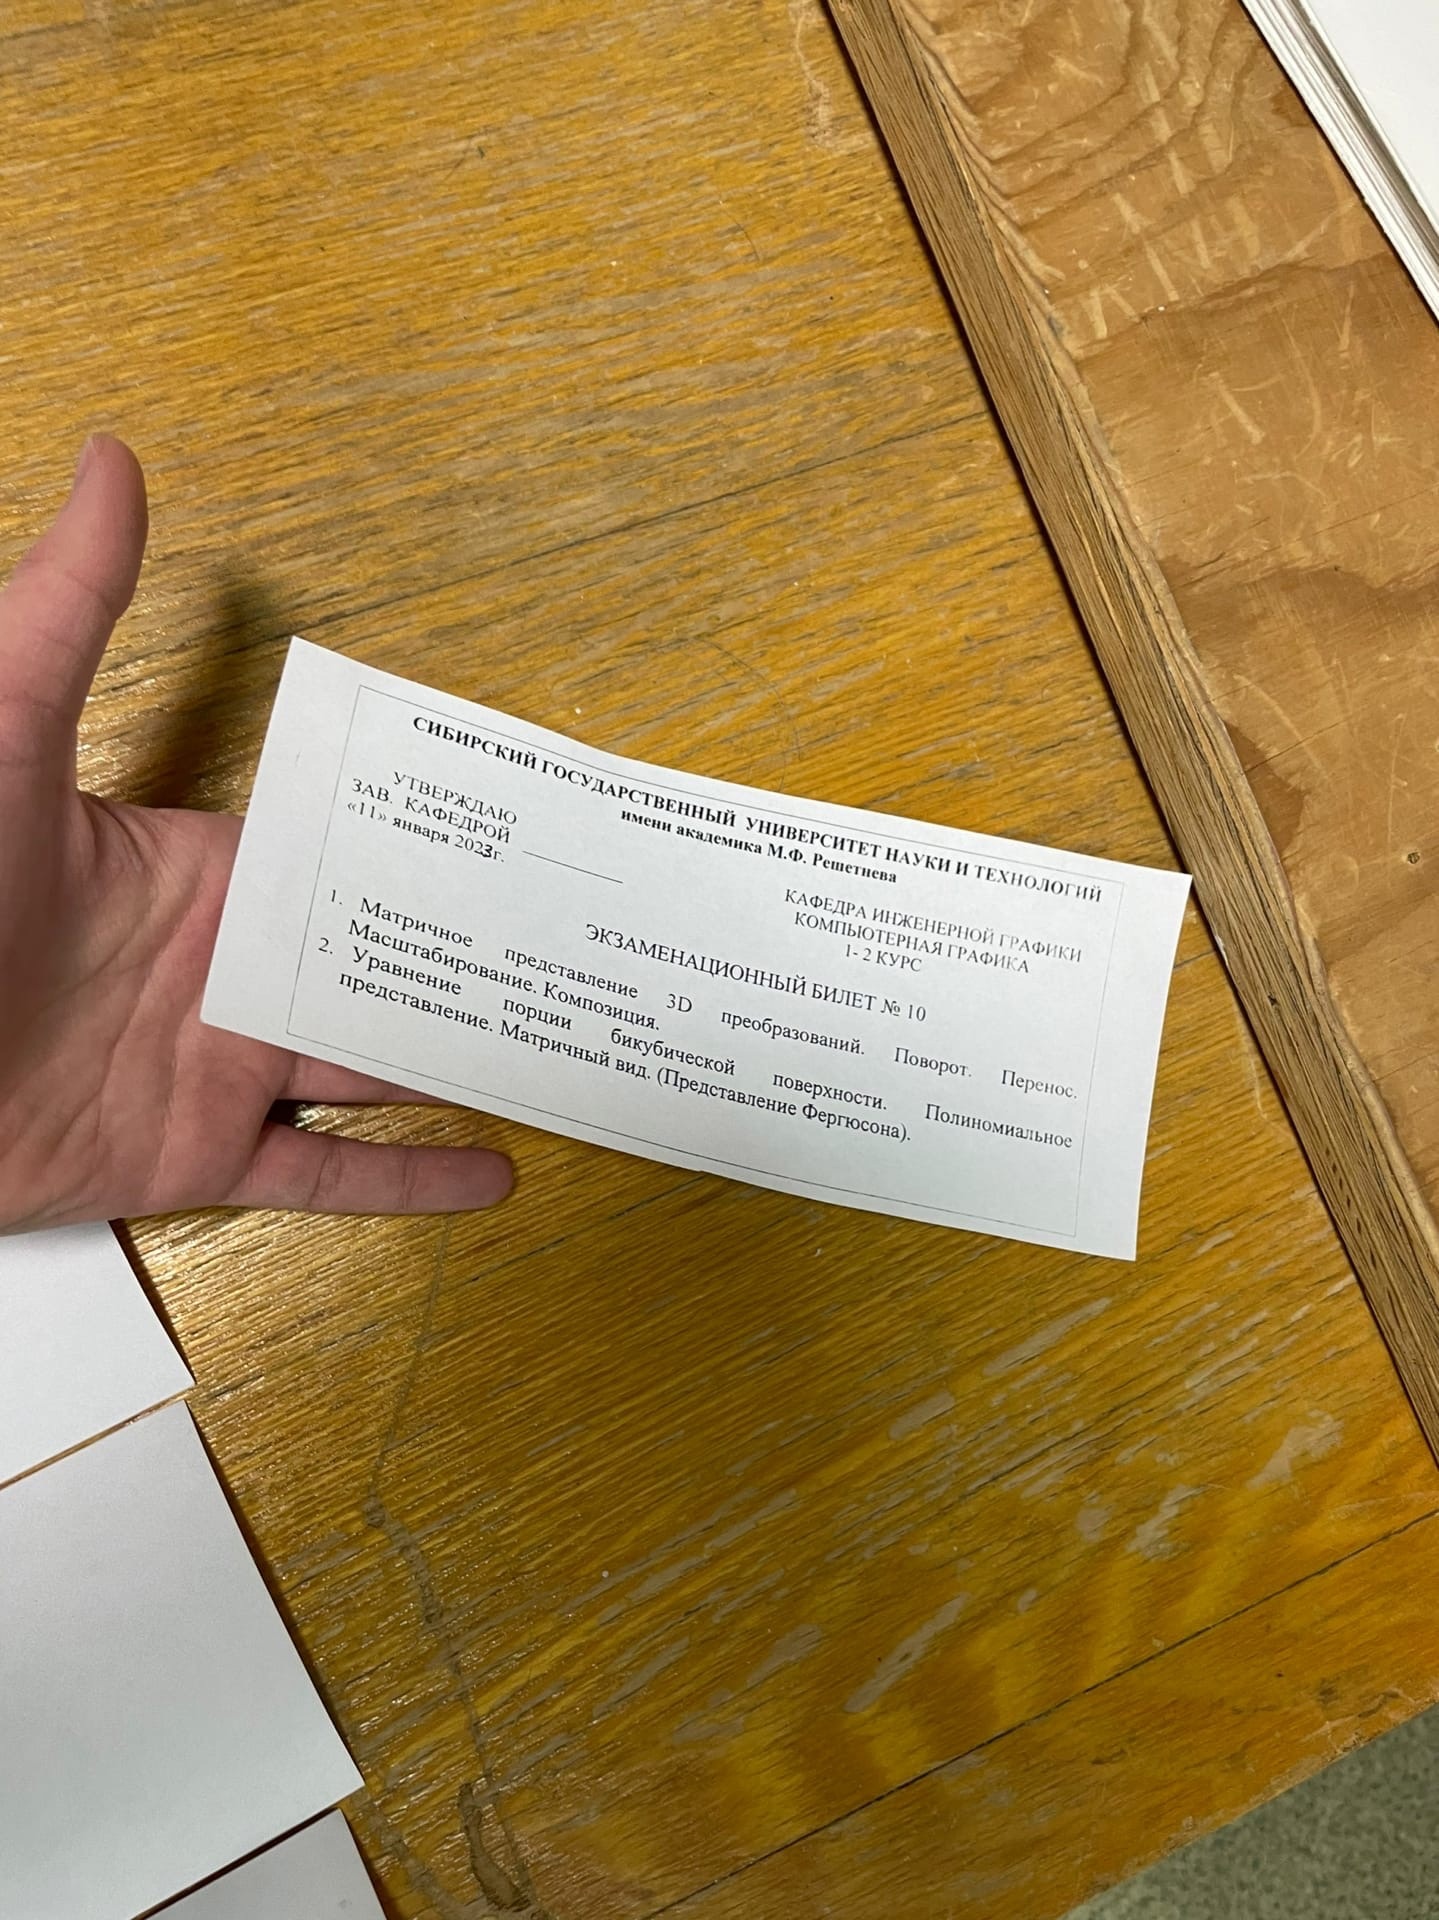 СИБИРСКИЙ ГОСУДАРСТВЕННЫЙ УНИВЕРСИТЕТ НАУКИ И ТЕХНОЛОГИЙ
имени академика М.Ф. Решетнева
УТВЕРЖДАЮ
ЗАВ. КАФЕДРОЙ
«11» января 2023г.
КАФЕДРА ИНЖЕНЕРНОЙ ГРАФИКИ
КОМПЬЮТЕРНАЯ ГРАФИКА
1- 2 КУРС
ЭКЗАМЕНАЦИОННЫЙ БИЛЕТ № 10
1. Матричное представление 3D преобразований. Поворот. Перенос.
Масштабирование. Композиция.
2. Уравнение порции бикубической поверхности. Полиномиальное
представление. Матричный вид. (Представление Фергюсона).